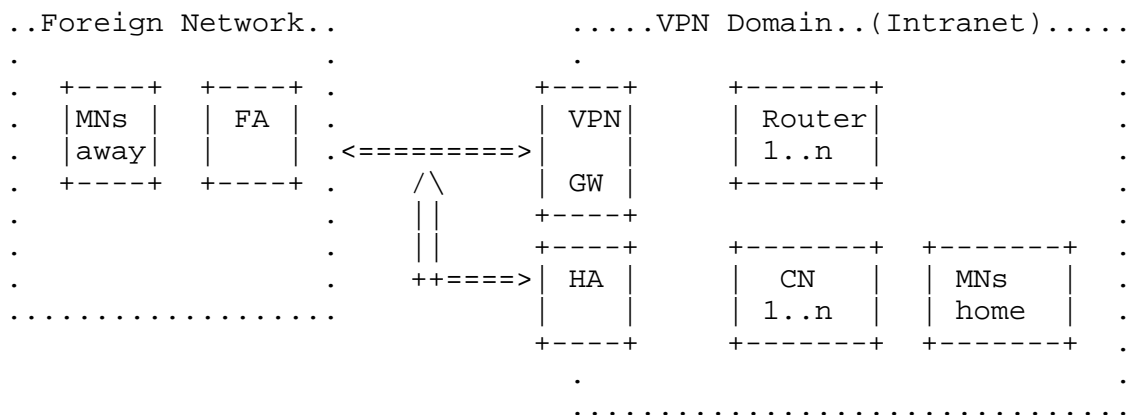 ..Foreign Network..             .....VPN Domain..(Intranet).....
.                 .             .                              .
.  +----+  +----+ .           +----+     +-------+             .
.  |MNs |  | FA | .           | VPN|     | Router|             .
.  |away|  |    | .<=========>|    |     | 1..n  |             .
.  +----+  +----+ .    /\     | GW |     +-------+             .
.                 .    ||     +----+                           .
.                 .    ||     +----+     +-------+  +-------+  .
.                 .    ++====>| HA |     |  CN   |  | MNs   |  .
...................           |    |     | 1..n  |  | home  |  .
                              +----+     +-------+  +-------+  .
                                .                              .
                                ................................